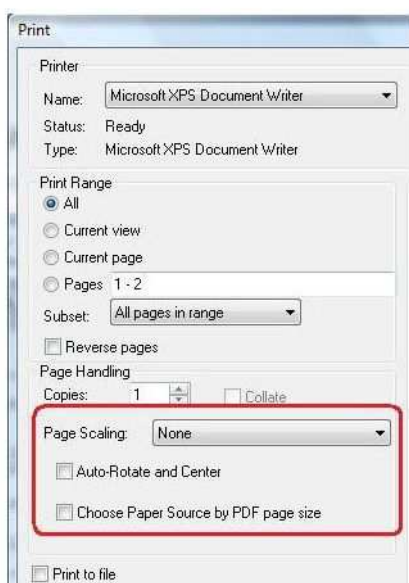 Print
Printer
Name: Microsoft XPS Document Writer
Status: Ready
Type: Microsoft XPS Document Writer
Print Range
All
Current view
Current page
Pages 1 - 2
Subset: All pages in range
Reverse pages
Page Handling
Copies: 1 Collate
Page Scaling: None
Auto-Rotate and Center
Choose Paper Source by PDF page size
Print to file